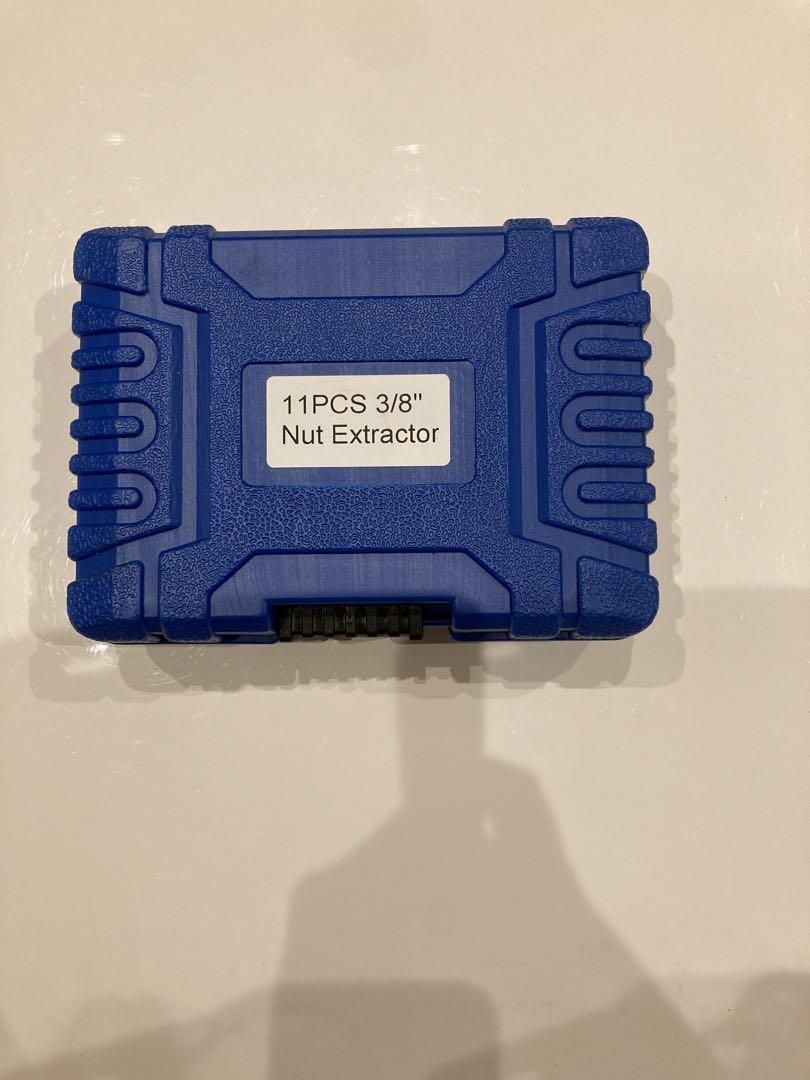 11PCS 3/8"
Nut Extractor